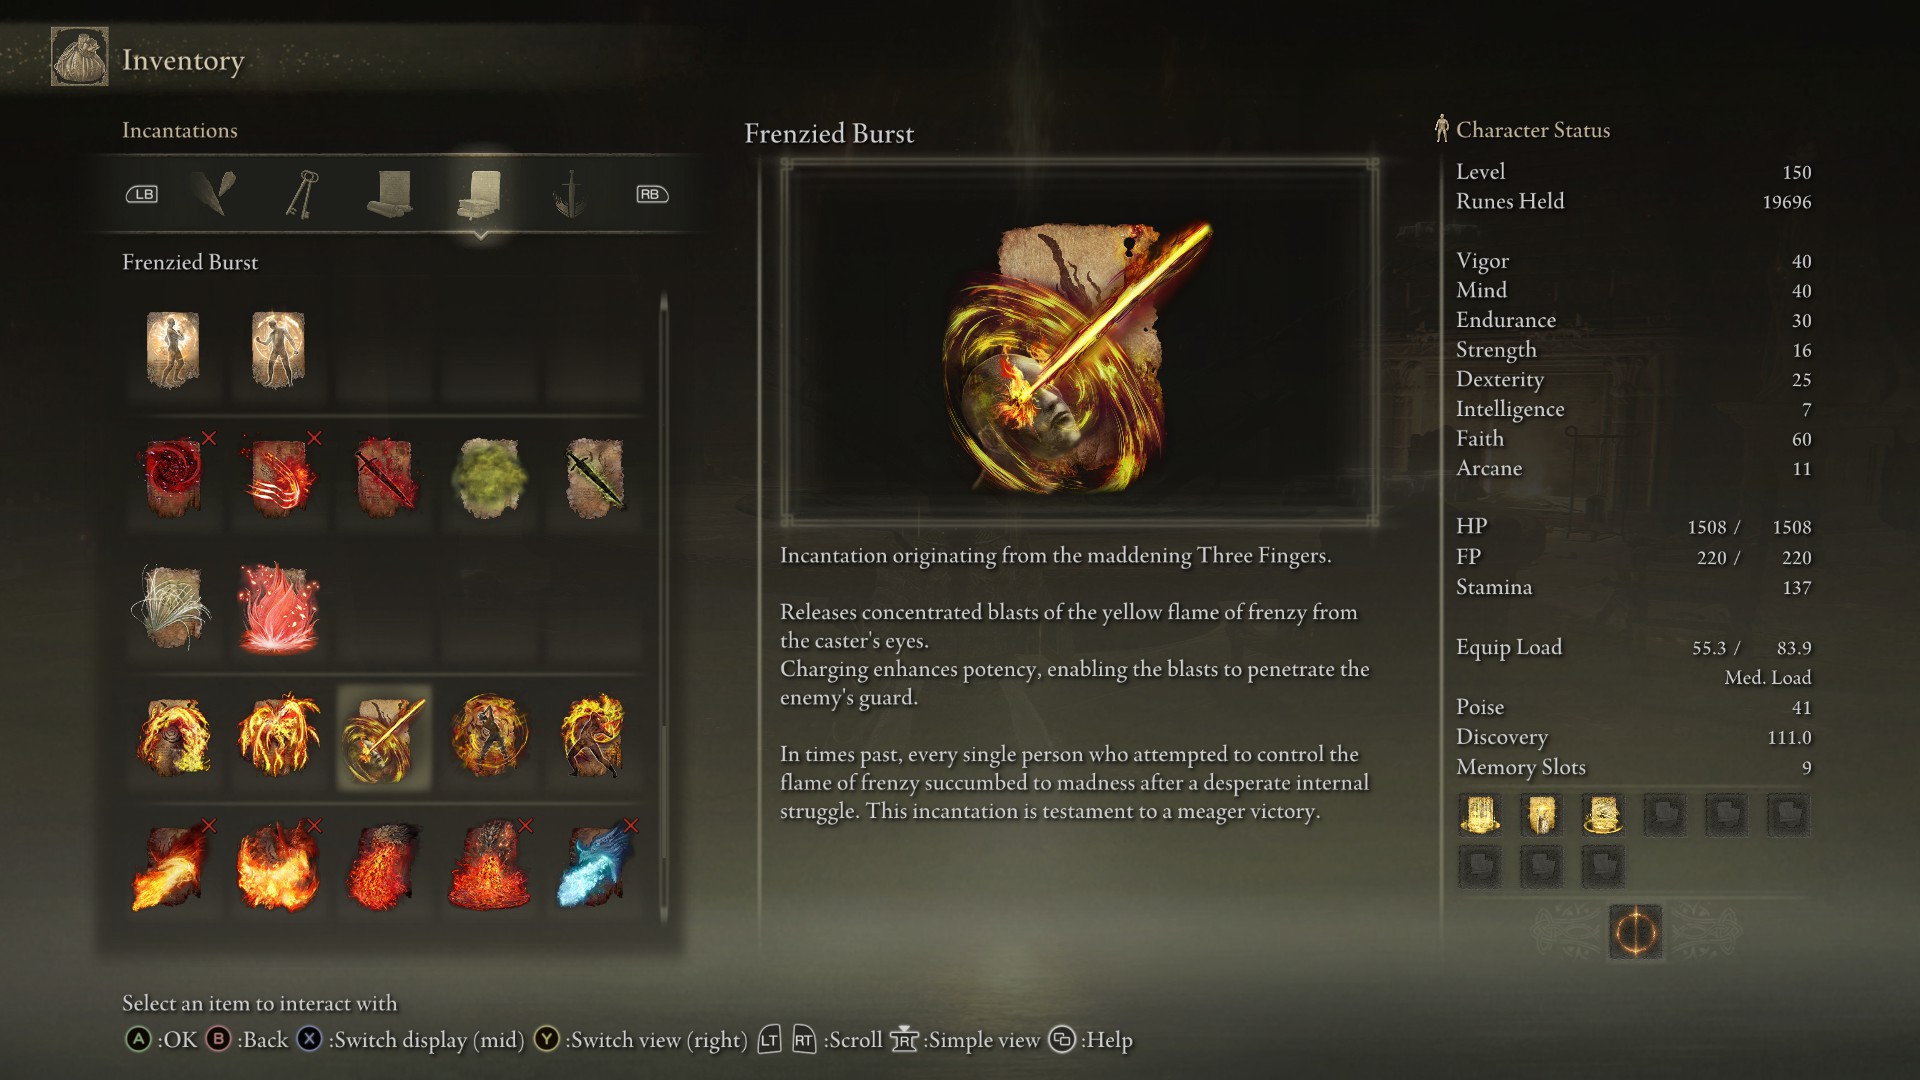 Inventory
Incantations
LB
RB
Frenzied Burst
Frenzied Burst
Incantation originating from the maddening Three Fingers.
Releases concentrated blasts of the yellow flame of frenzy from
the caster's eyes.
Charging enhances potency, enabling the blasts to penetrate the
enemy's guard.
In times past, every single person who attempted to control the
flame of frenzy succumbed to madness after a desperate internal
struggle. This incantation is testament to a meager victory.
Character Status
Level 150
Runes Held 19696
Vigor 40
Mind 40
Endurance 30
Strength 16
Dexterity 25
Intelligence 7
Faith 60
Arcane 11
HP 1508 / 1508
FP 220 / 220
Stamina 137
Equip Load 55.3 / 83.9
Med. Load
Poise 41
Discovery 111.0
Memory Slots 9
Select an item to interact with
A :OK B :Back X :Switch display (mid) Y :Switch view (right) LT RT :Scroll R :Simple view :Help